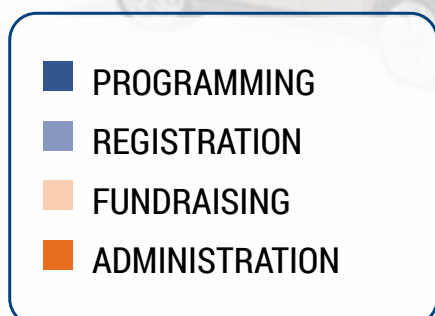 PROGRAMMING
REGISTRATION
FUNDRAISING
ADMINISTRATION